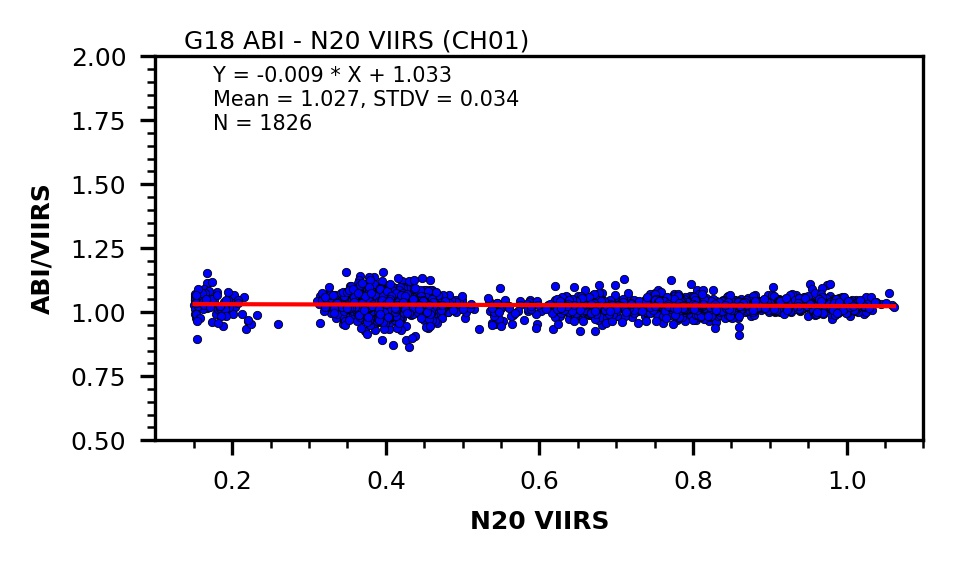 G18 ABI - N20 VIIRS (CH01)
Y = -0.009 * X + 1.033
Mean = 1.027, STDV = 0.034
N = 1826
2.00
1.75
1.50
1.25
1.00
0.75
0.50
ABI/VIIRS
0.2 0.4 0.6 0.8 1.0
N20 VIIRS